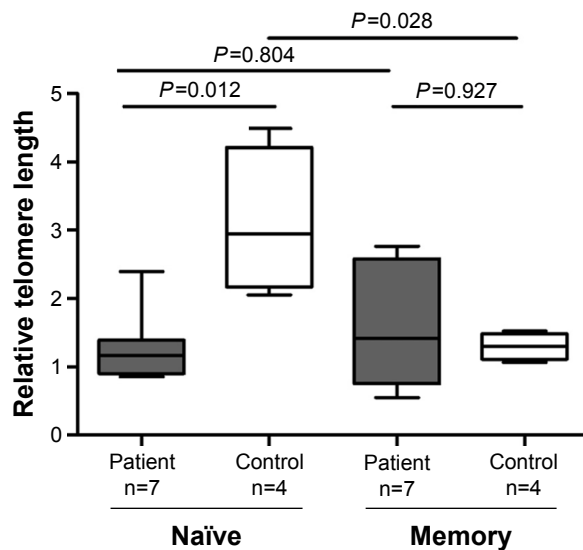 P=0.028
P=0.804
P=0.012
P=0.927
Relative telomere length
5
4
3
2
1
0
Patient
n=7
Control
n=4
Patient
n=7
Control
n=4
Naïve
Memory